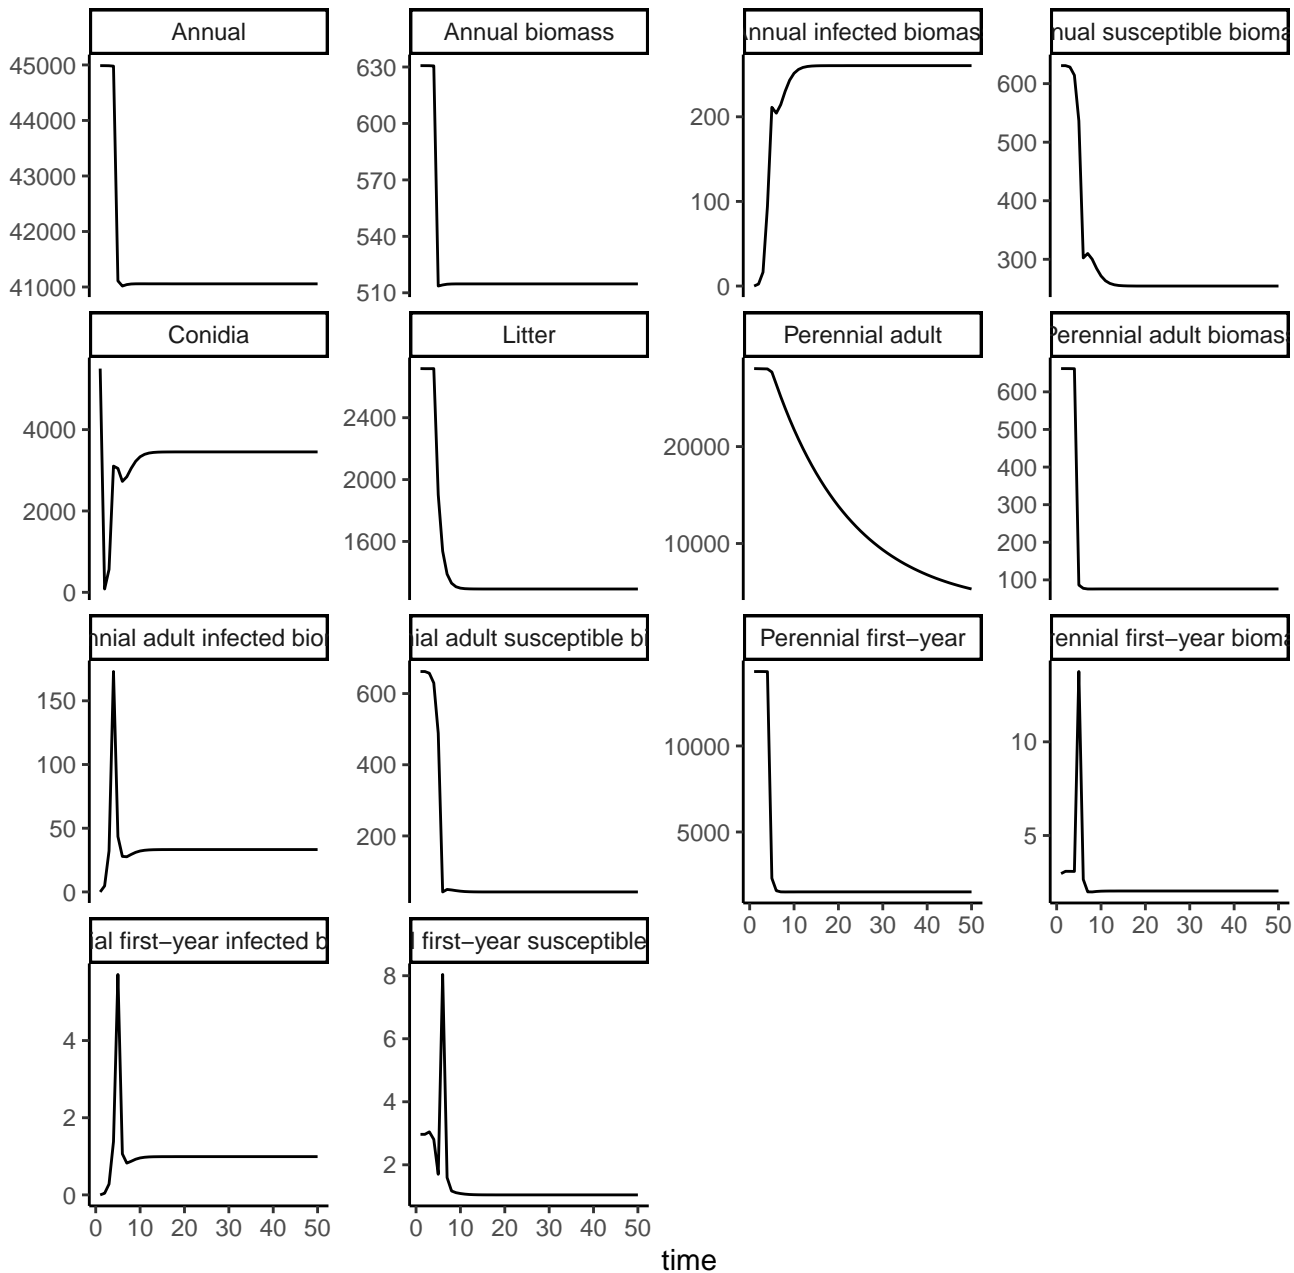 Annual
Annual biomass
Annual infected biomas
nual susceptible bioma
45000
44000
43000
42000
41000
630
600
570
540
510
200
100
0
600
500
400
300
Conidia
Litter
Perennial adult
Perennial adult biomas
4000
2000
0
2400
2000
1600
20000
10000
600
500
400
300
200
100
nnial adult infected bio
ial adult susceptible bi
Perennial first−year
rennial first−year bioma
150
100
50
0
600
400
200
10000
5000
10
5
0 10 20 30 40 50
0 10 20 30 40 50
ial first−year infected b
l first−year susceptible
4
2
0
8
6
4
2
0 10 20 30 40 50
0 10 20 30 40 50
time